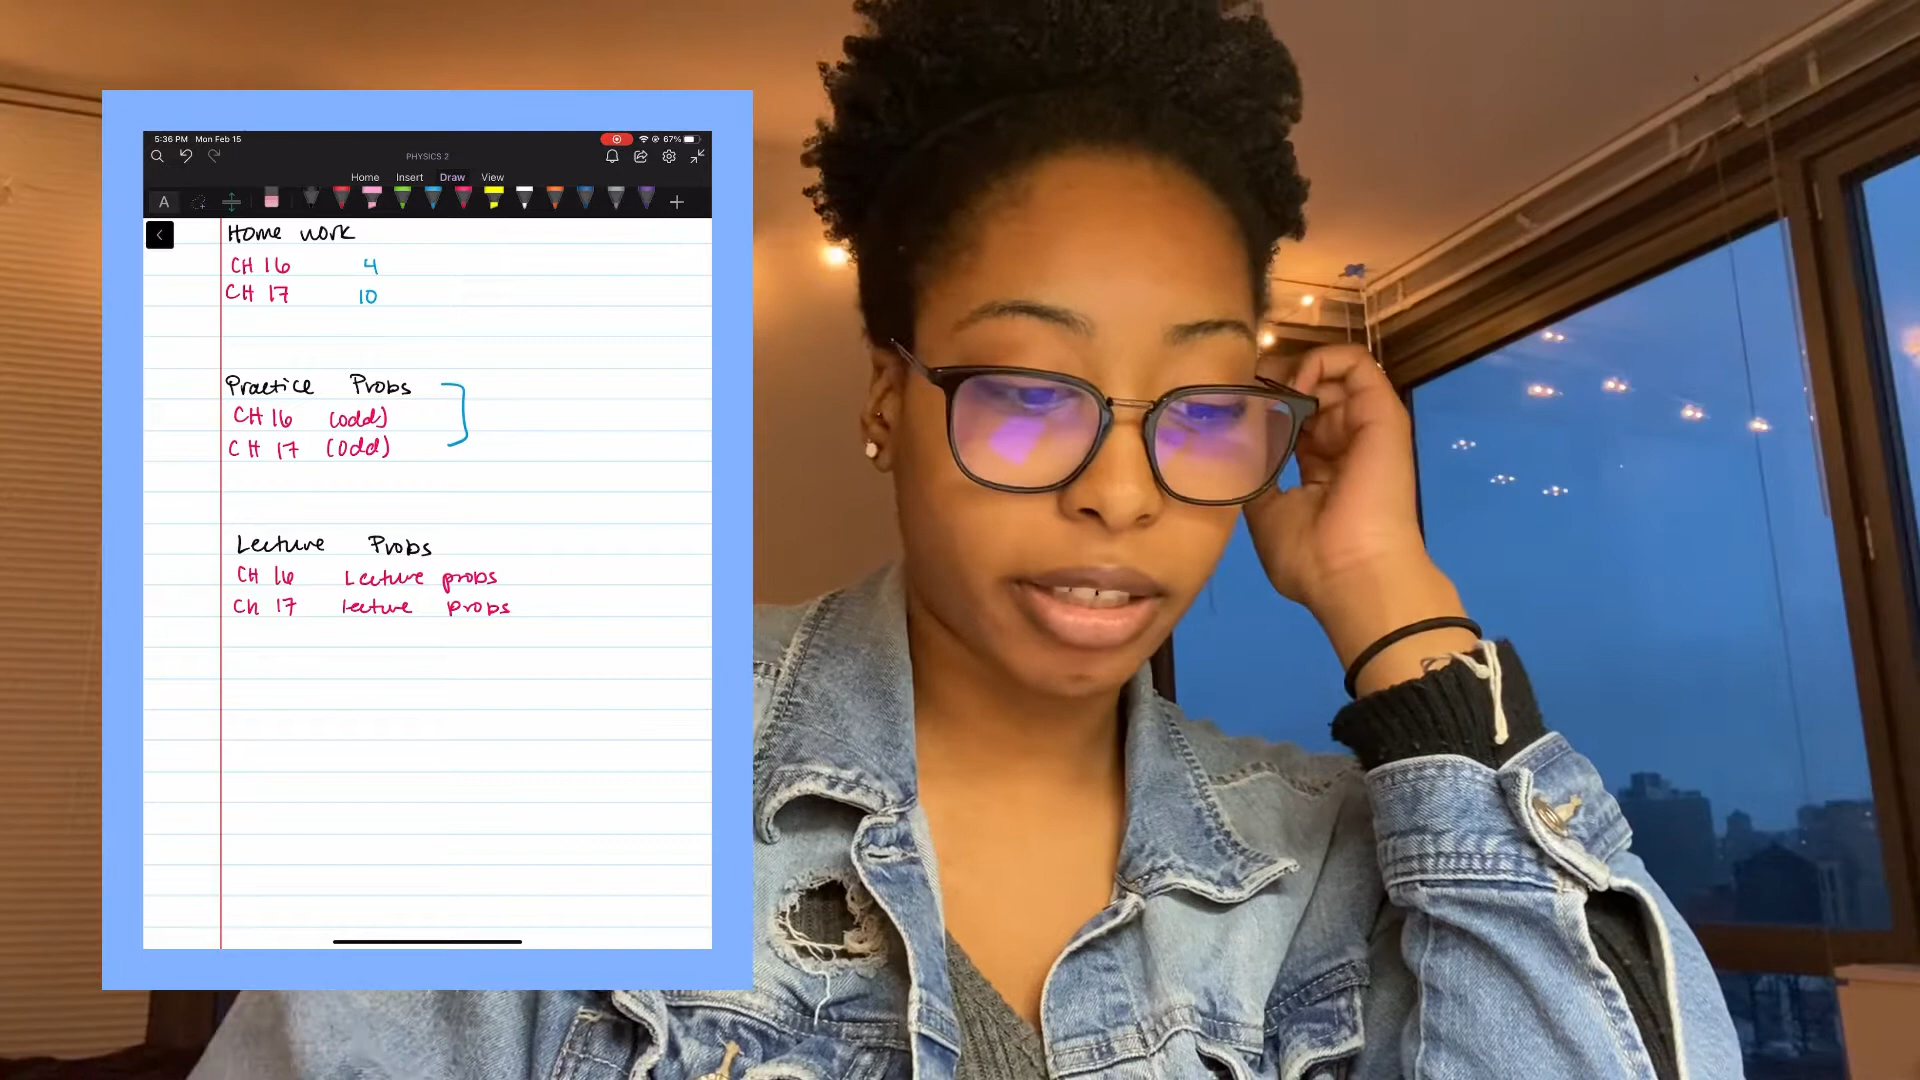 5:36 PM Mon Feb 15
67%
PHYSICS 2
Home Insert Draw View
A
Home work
CH 16 4
CH 17 10
Practice Probs
CH 16 (odd)
CH 17 (Odd)
Lecture Probs
CH 16 Lecture probs
Ch 17 lecture probs